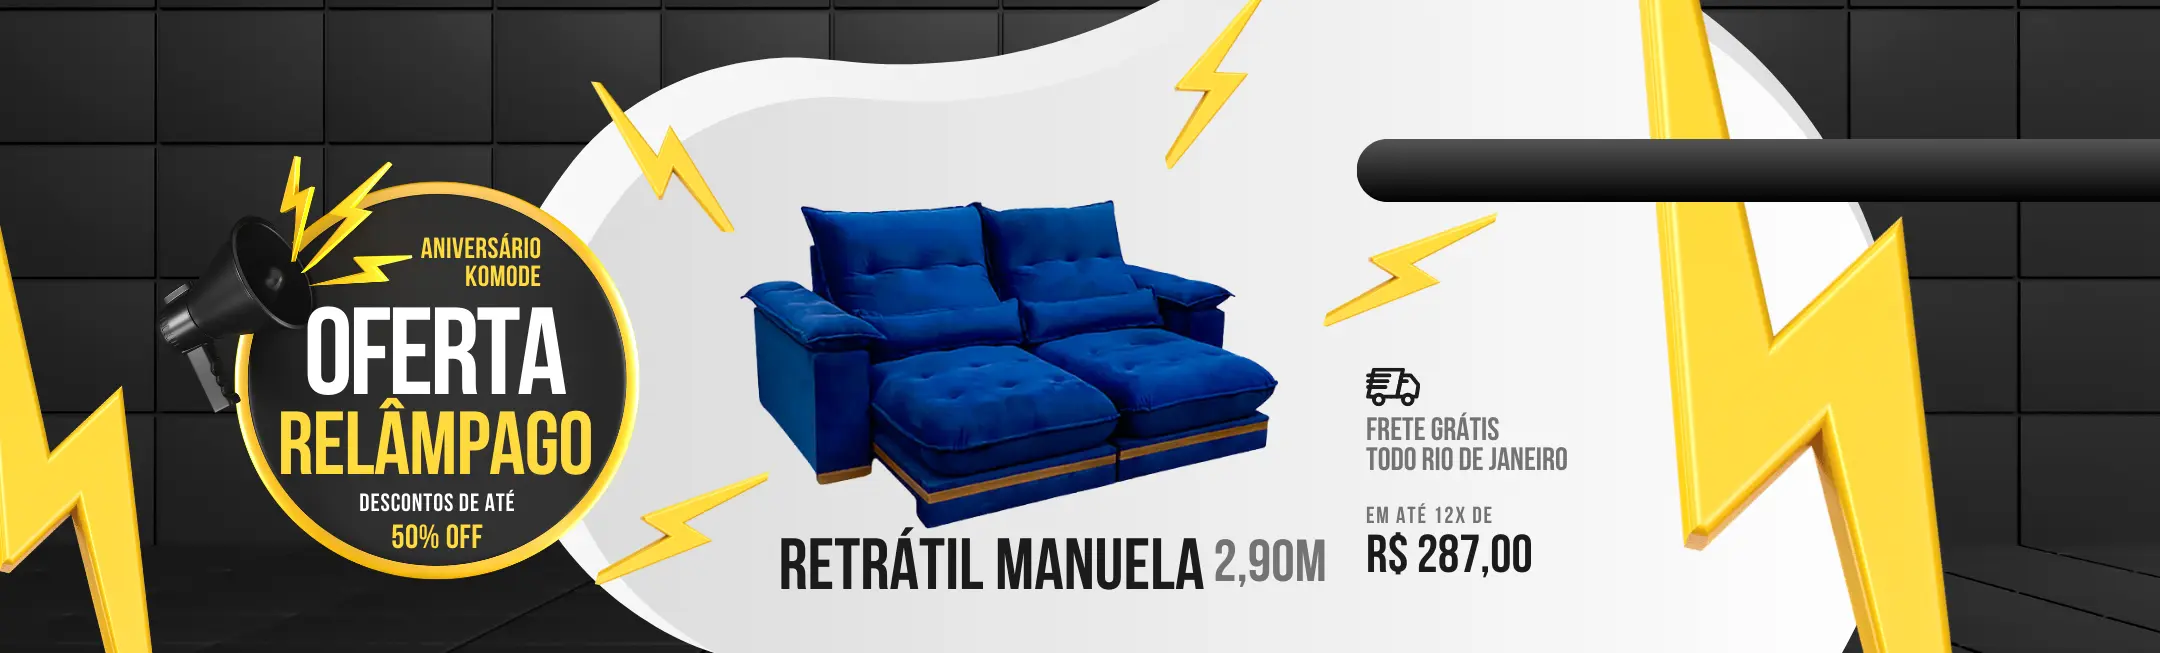 ANIVERSÁRIO
KOMODE
OFERTA
RELÂMPAGO
DESCONTOS DE ATÉ
50% OFF
RETRÁTIL MANUELA 2,90M
FRETE GRÁTIS
TODO RIO DE JANEIRO
EM ATÉ 12X DE
R$ 287,00